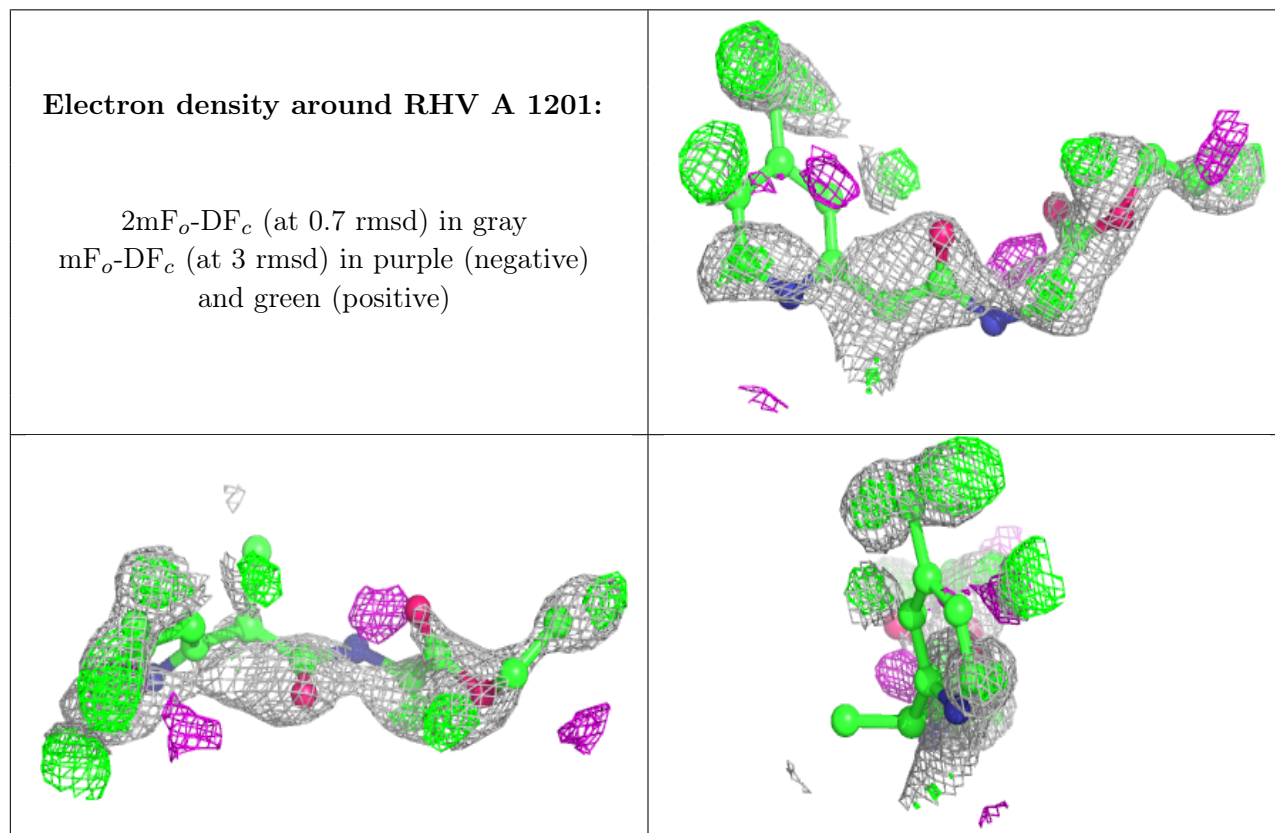 Electron density around RHV A 1201:
2mFₒ-DF𝒸 (at 0.7 rmsd) in gray
mFₒ-DF𝒸 (at 3 rmsd) in purple (negative)
and green (positive)